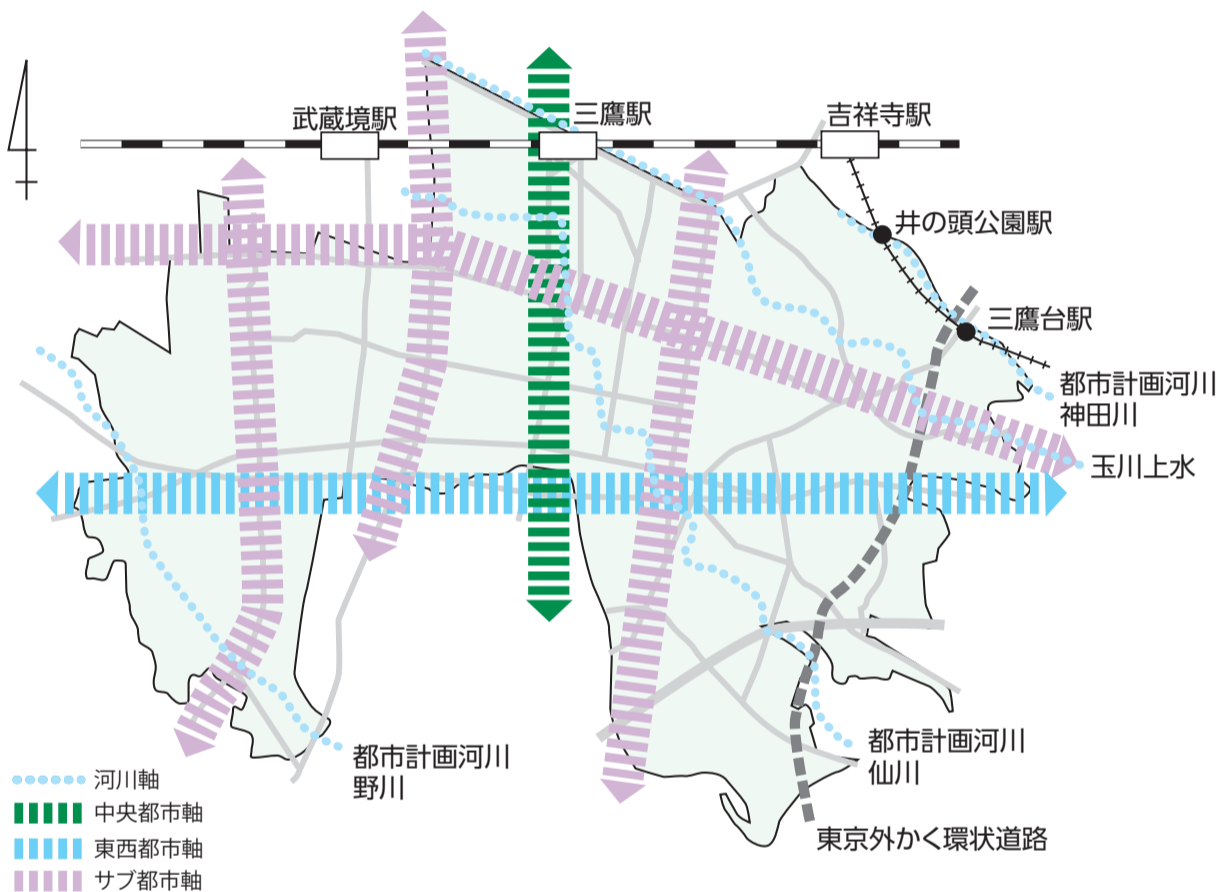 武蔵境駅
三鷹駅
吉祥寺駅
井の頭公園駅
三鷹台駅
都市計画河川
神田川
玉川上水
都市計画河川
仙川
都市計画河川
野川
東京外かく環状道路
河川軸
中央都市軸
東西都市軸
サブ都市軸